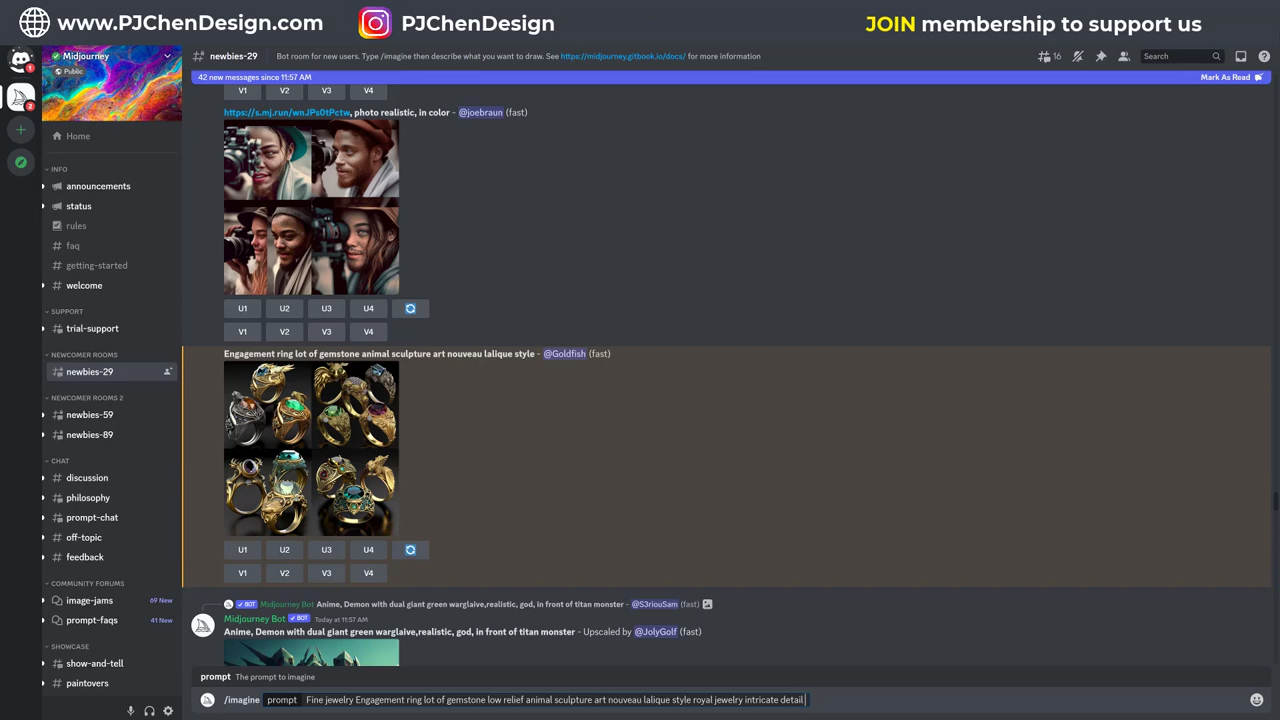 www.PJChenDesign.com
PJChenDesign
JOIN membership to support us
Midjourney
Public
newbies-29
Bot room for new users. Type /imagine then describe what you want to draw. See https://midjourney.gitbook.io/docs/ for more information
16
Search
42 new messages since 11:57 AM
Mark As Read
1
2
Home
INFO
announcements
status
rules
faq
getting-started
welcome
SUPPORT
trial-support
NEWCOMER ROOMS
newbies-29
NEWCOMER ROOMS 2
newbies-59
newbies-89
CHAT
discussion
philosophy
prompt-chat
off-topic
feedback
COMMUNITY FORUMS
image-jams 69 New
prompt-faqs 41 New
SHOWCASE
show-and-tell
paintovers
V1 V2 V3 V4
https://s.mj.run/wnJPs0tPctw, photo realistic, in color - @joebraun (fast)
U1 U2 U3 U4
V1 V2 V3 V4
Engagement ring lot of gemstone animal sculpture art nouveau lalique style - @Goldfish (fast)
U1 U2 U3 U4
V1 V2 V3 V4
BOT Midjourney Bot Anime, Demon with dual giant green warglaive,realistic, god, in front of titan monster - @S3riouSam (fast)
Midjourney Bot BOT Today at 11:57 AM
Anime, Demon with dual giant green warglaive,realistic, god, in front of titan monster - Upscaled by @JolyGolf (fast)
prompt The prompt to imagine
/imagine prompt Fine jewelry Engagement ring lot of gemstone low relief animal sculpture art nouveau lalique style royal jewelry intricate detail